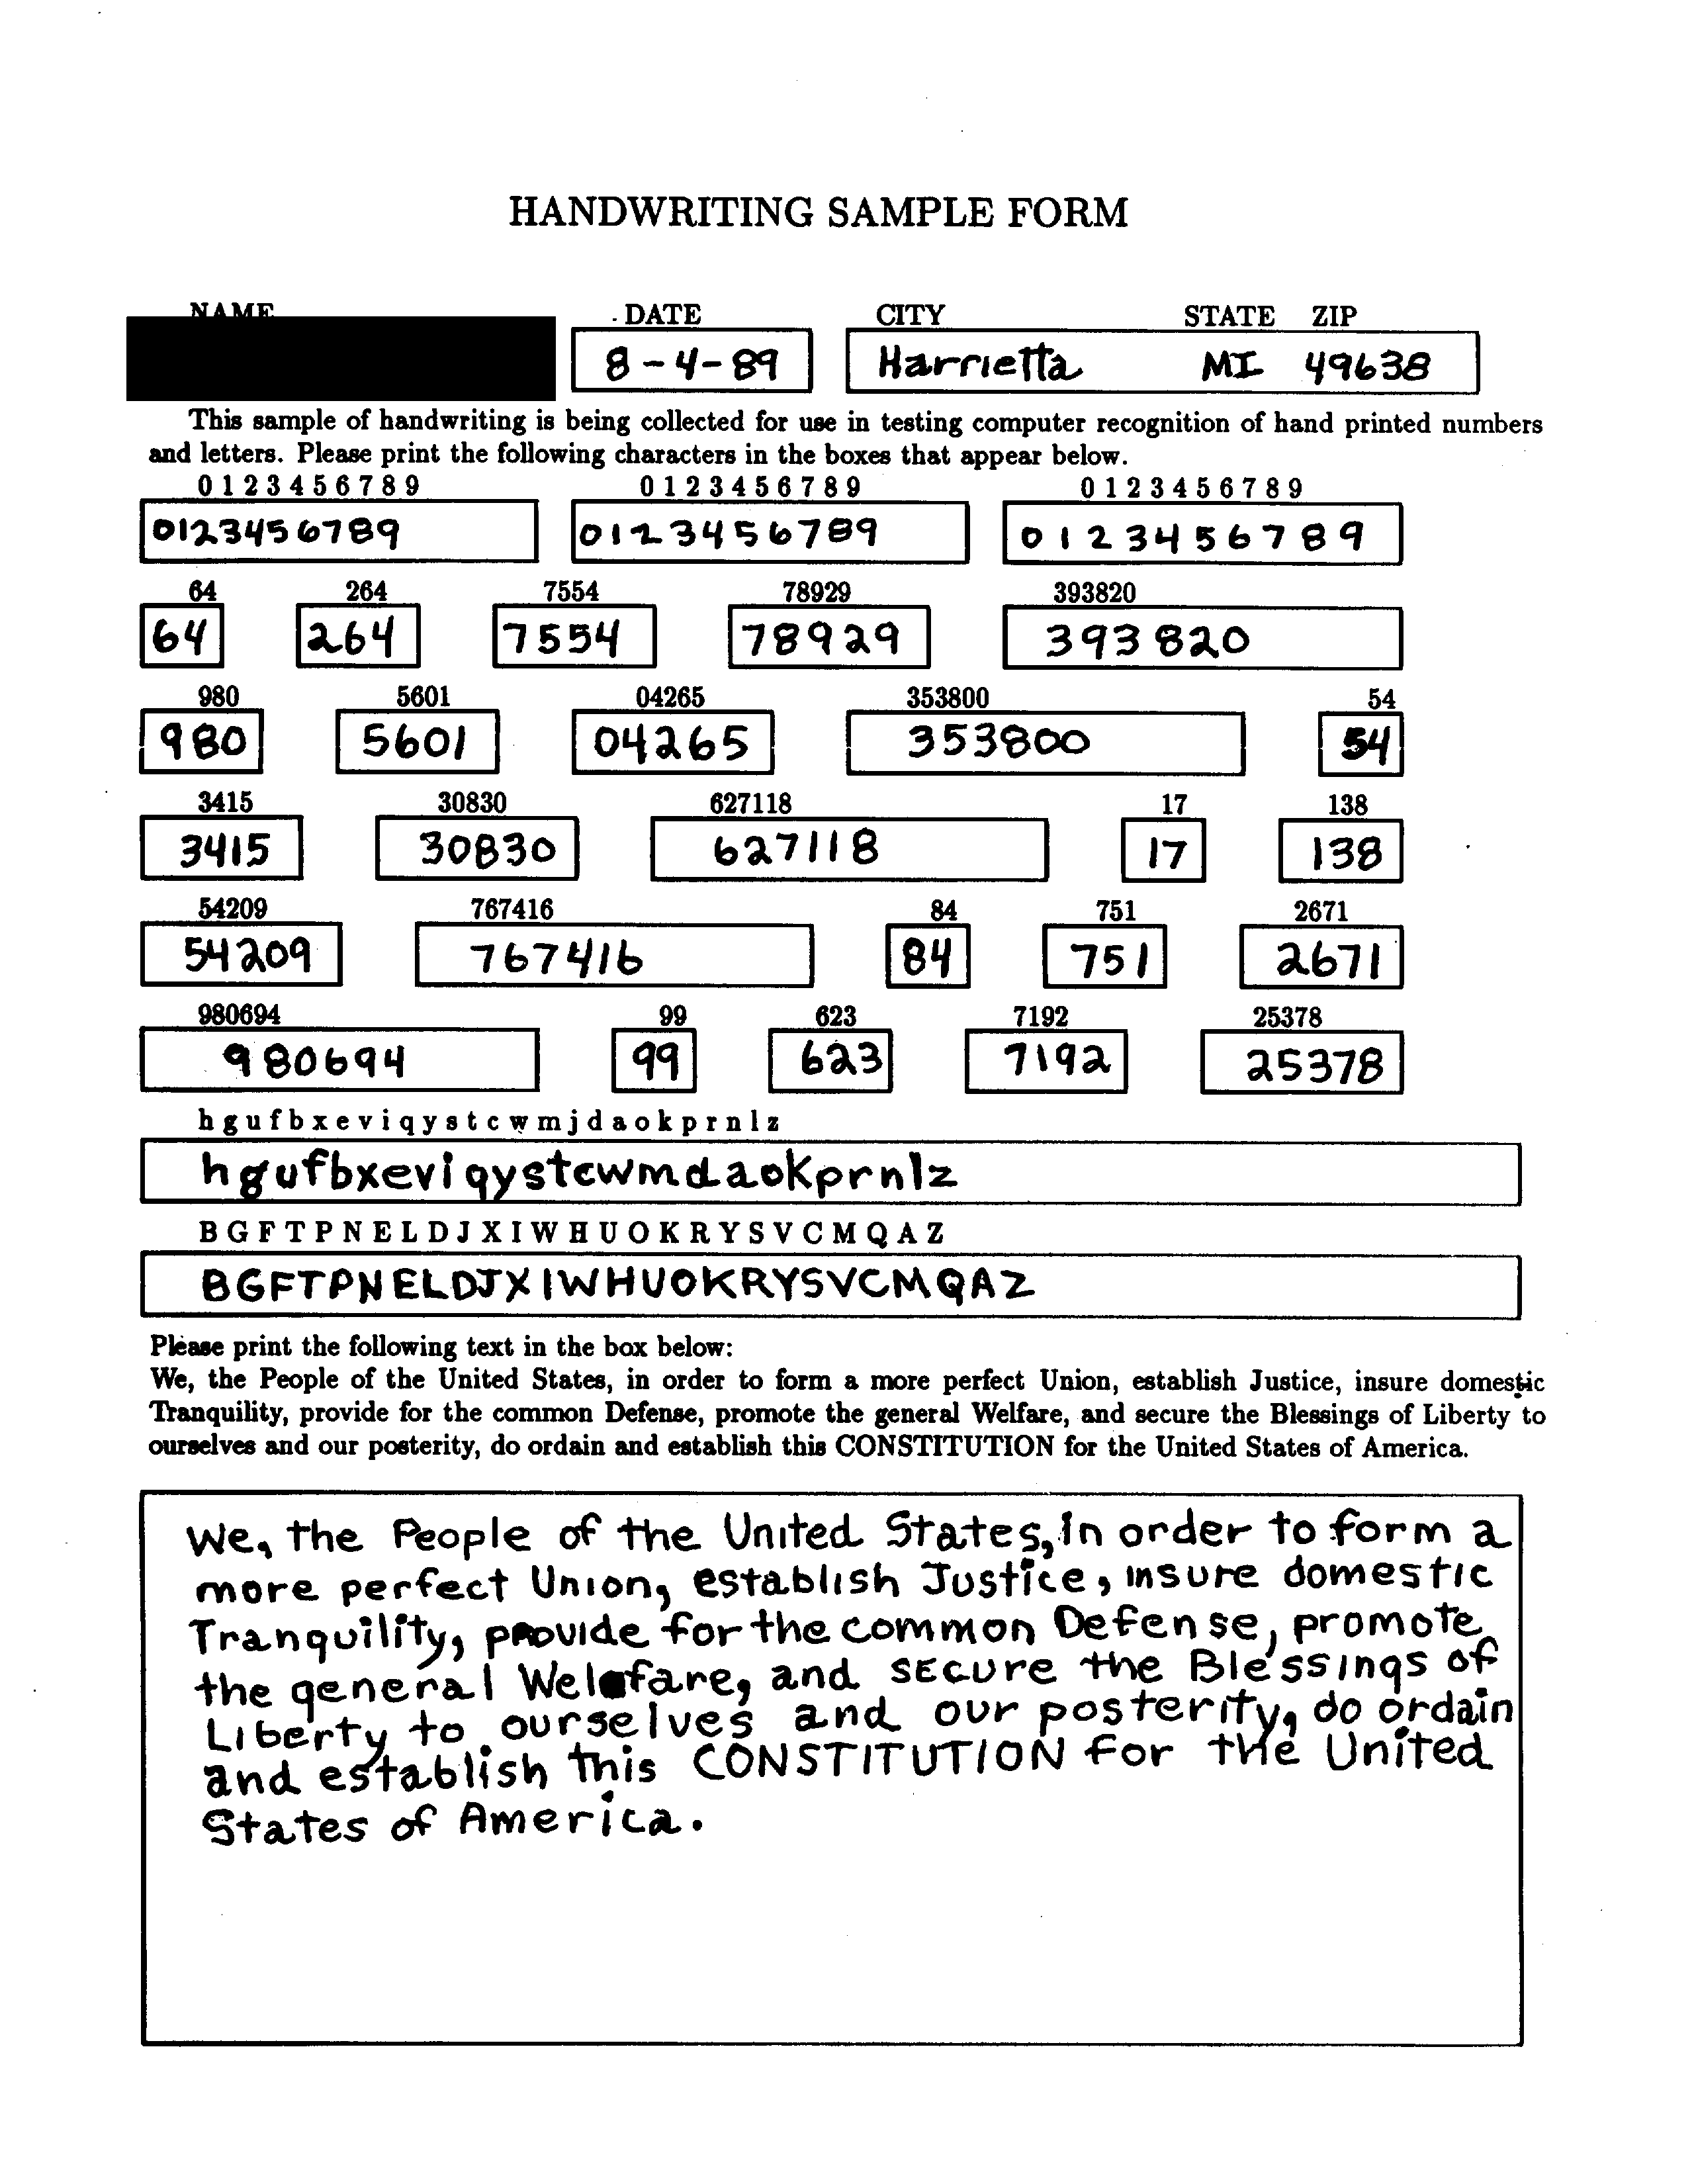 HANDWRITING SAMPLE FORM
NAME DATE CITY STATE ZIP
8-4-89 Harrietta MI 49638
This sample of handwriting is being collected for use in testing computer recognition of hand printed numbers
and letters. Please print the following characters in the boxes that appear below.
0 1 2 3 4 5 6 7 8 9 0 1 2 3 4 5 6 7 8 9 0 1 2 3 4 5 6 7 8 9
0123456789 0123456789 0123456789
64 264 7554 78929 393820
64 264 7554 78929 393820
980 5601 04265 353800 54
980 5601 04265 353800 54
3415 30830 627118 17 138
3415 30830 627118 17 138
54209 767416 84 751 2671
54209 767416 84 751 2671
980694 99 623 7192 25378
980694 99 623 7192 25378
h g u f b x e v i q y s t c w m j d a o k p r n l z
hgufbxeviqystcwmdaokprnlz
B G F T P N E L D J X I W H U O K R Y S V C M Q A Z
BGFTPNELDJXIWHUOKRYSVCMQAZ
Please print the following text in the box below:
We, the People of the United States, in order to form a more perfect Union, establish Justice, insure domestic
Tranquility, provide for the common Defense, promote the general Welfare, and secure the Blessings of Liberty to
ourselves and our posterity, do ordain and establish this CONSTITUTION for the United States of America.
We, the People of the United States, in order to form a
more perfect Union, establish Justice, insure domestic
Tranquility, provide for the common Defense, promote
the general Welfare, and secure the Blessings of
Liberty to ourselves and our posterity, do ordain
and establish this CONSTITUTION for the United
States of America.